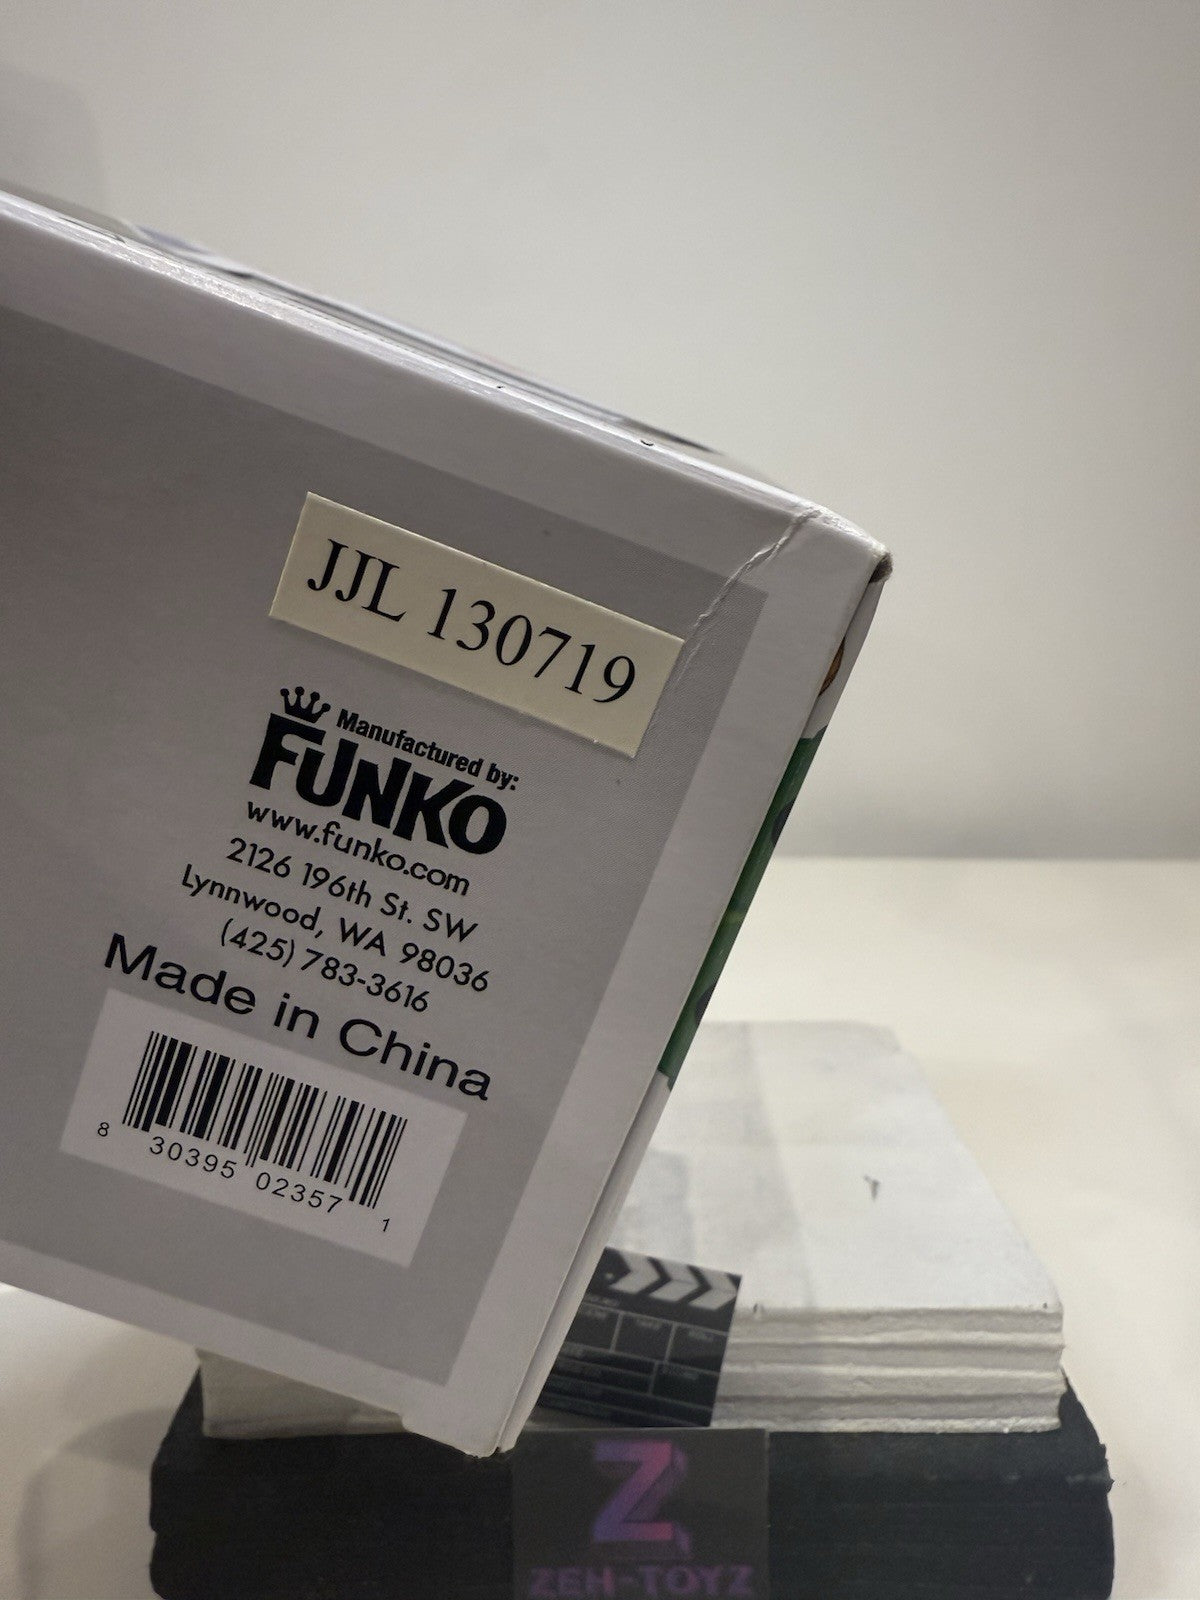 JJL 130719
Manufactured by:
FUNKO
www.funko.com
2126 196th St. SW
Lynnwood, WA 98036
(425) 783-3616
Made in China
8 30395 02357 1
Z
ZEH-TOYZ